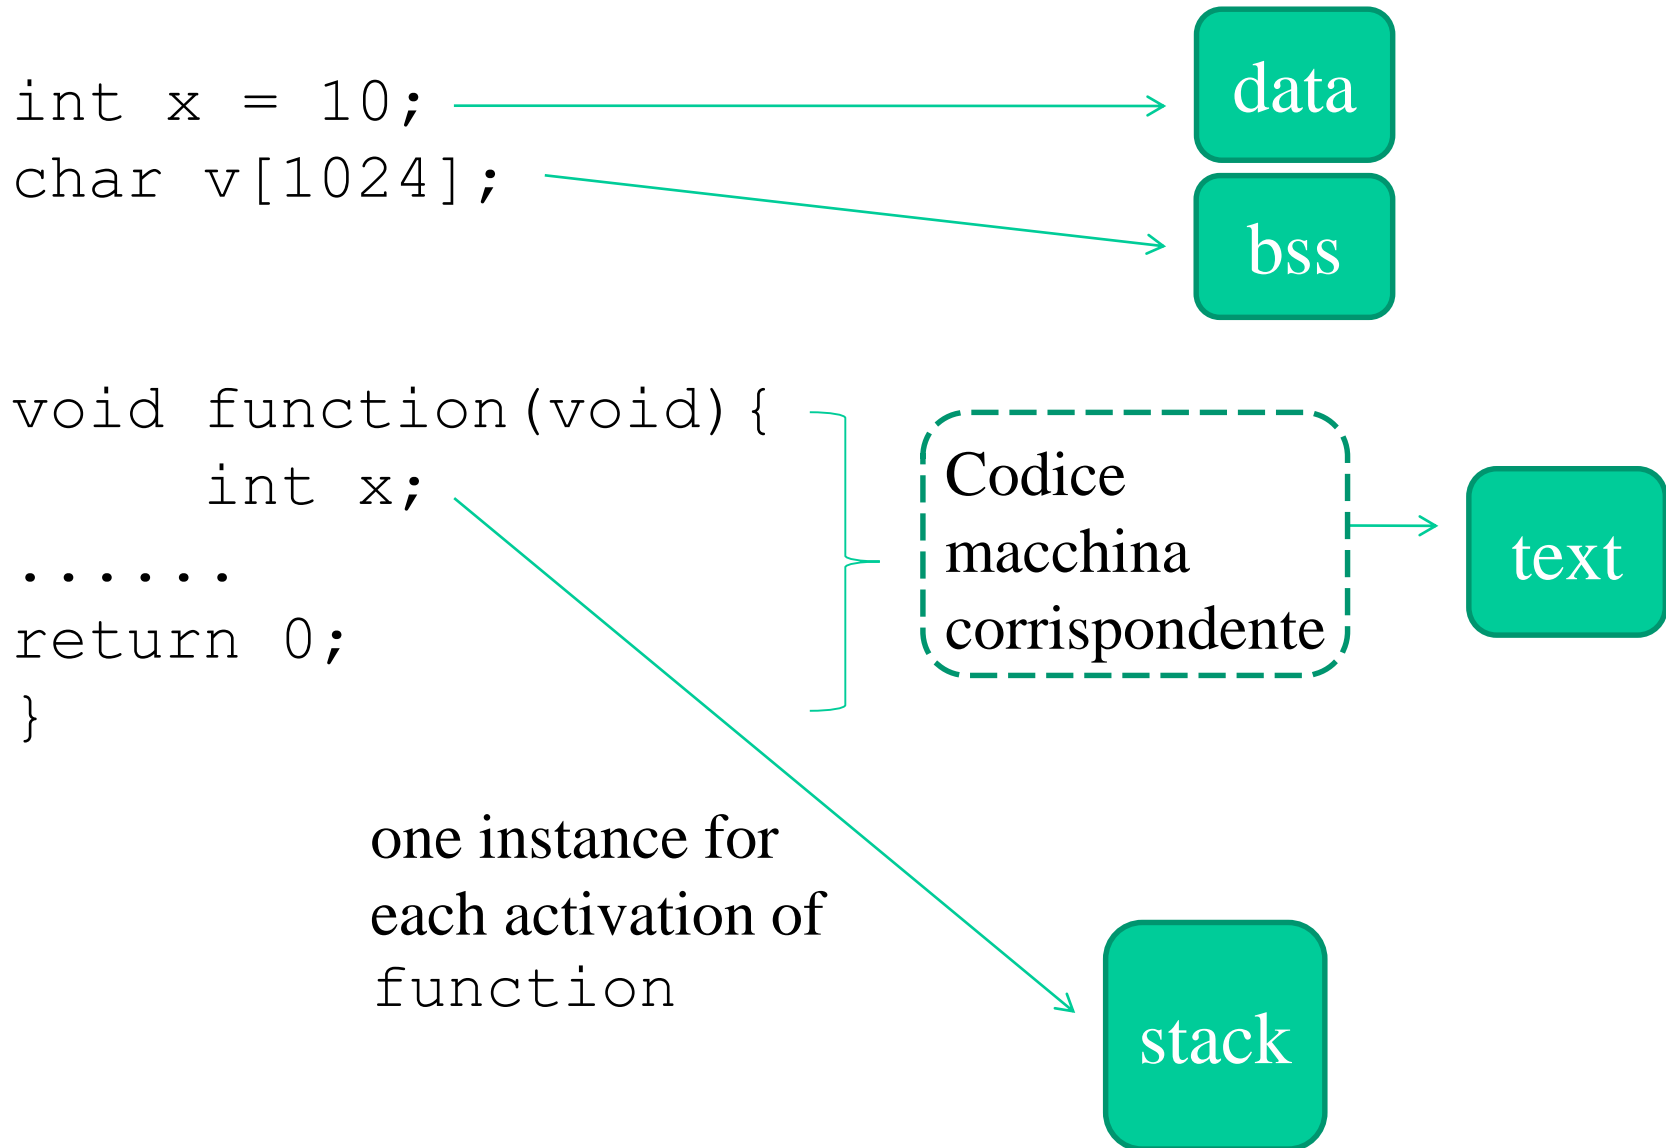 int x = 10;
data
char v[1024];
bss
void function(void){
int x;
......
return 0;
}
Codice
macchina
corrispondente
text
one instance for
each activation of
function
stack